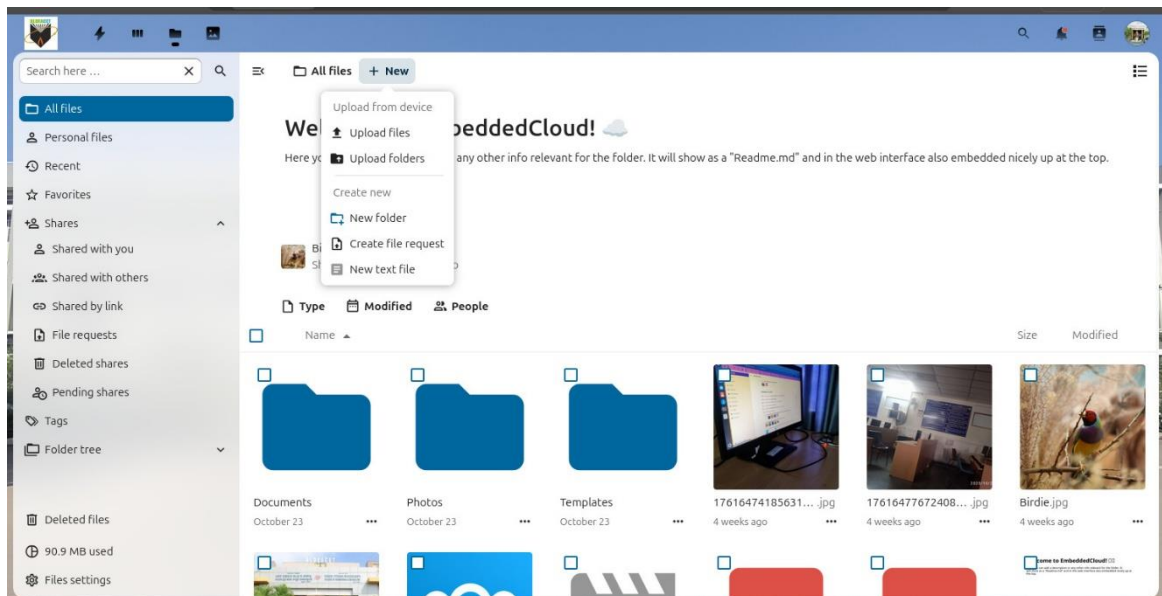 Search here ...
All files
+ New
All files
Personal files
Recent
Favorites
Shares
Shared with you
Shared with others
Shared by link
File requests
Deleted shares
Pending shares
Tags
Folder tree
Deleted files
90.9 MB used
Files settings
Upload from device
Upload files
Upload folders
Create new
New folder
Create file request
New text file
We beddedCloud!
Here yo any other info relevant for the folder. It will show as a "Readme.md" and in the web interface also embedded nicely up at the top.
Type Modified People
Name Size Modified
Documents Photos Templates 17616474185631... .jpg 17616477672408... .jpg Birdie.jpg
October 23 October 23 October 23 4 weeks ago 4 weeks ago 4 weeks ago
Welcome to EmbeddedCloud!